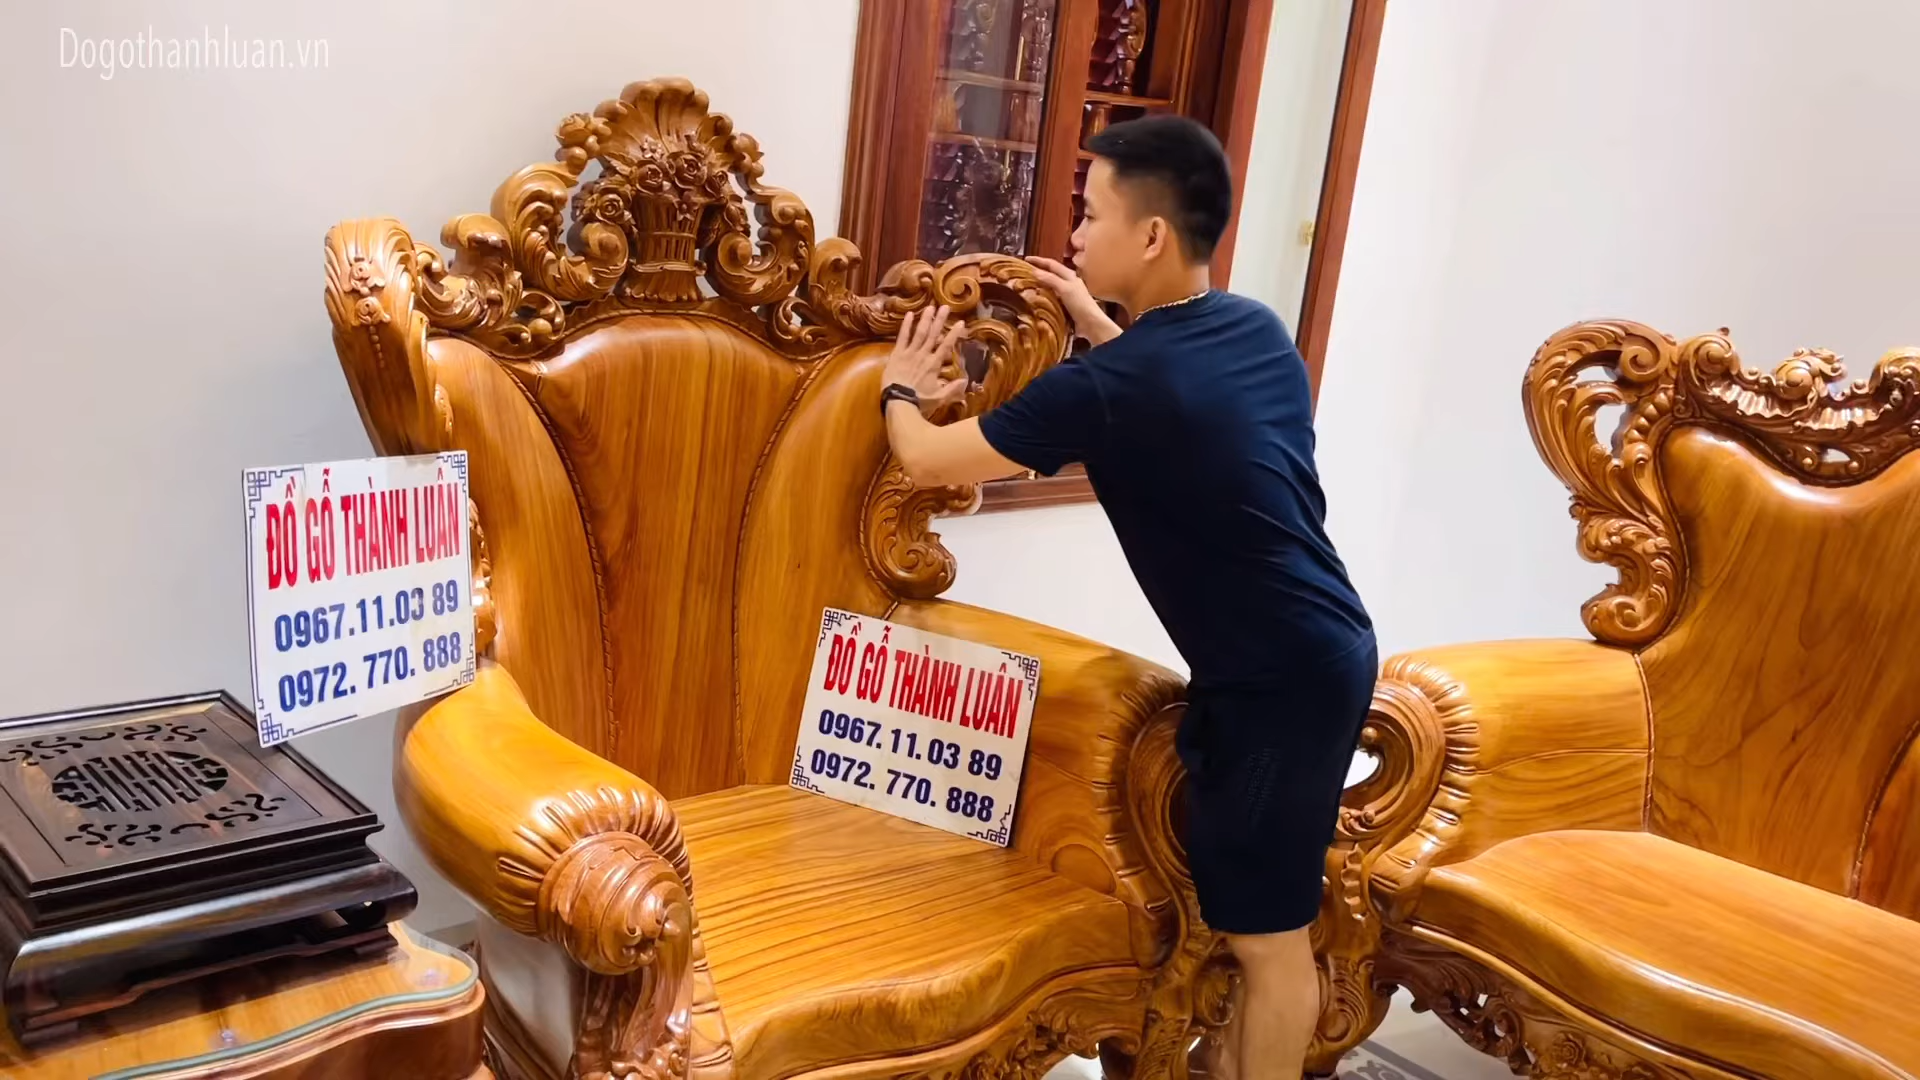 Dogothanhluan.vn
ĐỒ GỖ THÀNH LUÂN
0967.11.03 89
0972. 770. 888
ĐỒ GỖ THÀNH LUÂN
0967. 11. 03 89
0972. 770. 888